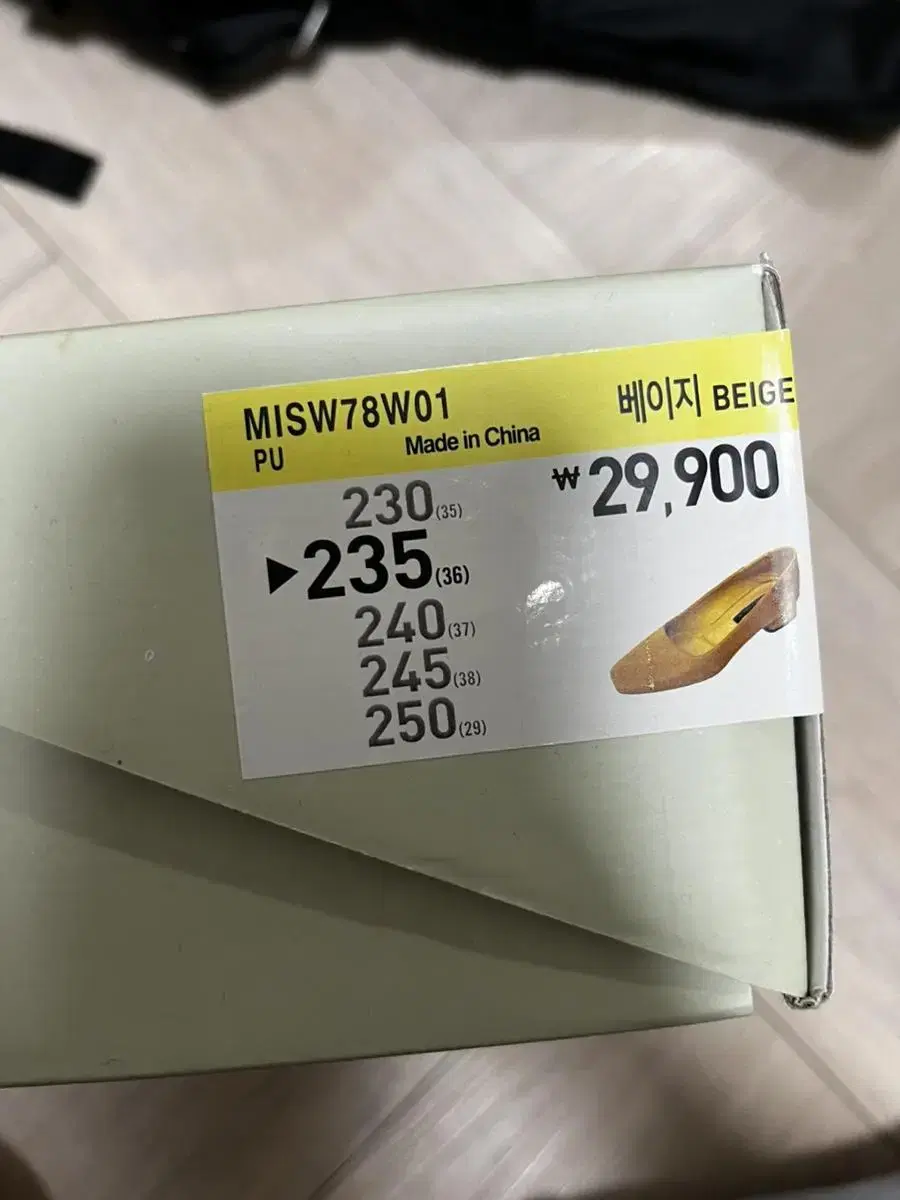 MISW78W01
베이지 BEIGE
PU
Made in China
₩29,900
230(35)
▶235(36)
240(37)
245(38)
250(29)